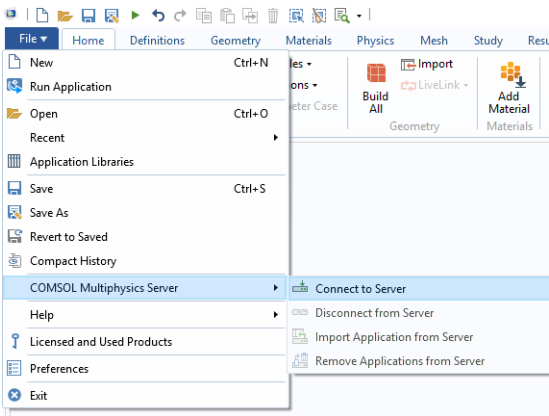 File Home Definitions Geometry Materials Physics Mesh Study
New Ctrl+N
Run Application
Open Ctrl+O
Recent
Application Libraries
Save Ctrl+S
Save As
Revert to Saved
Compact History
COMSOL Multiphysics Server
Help
Licensed and Used Products
Preferences
Exit
Connect to Server
Disconnect from Server
Import Application from Server
Remove Applications from Server
Build
All
Import
LiveLink
Geometry
Add
Material
Materials
Case